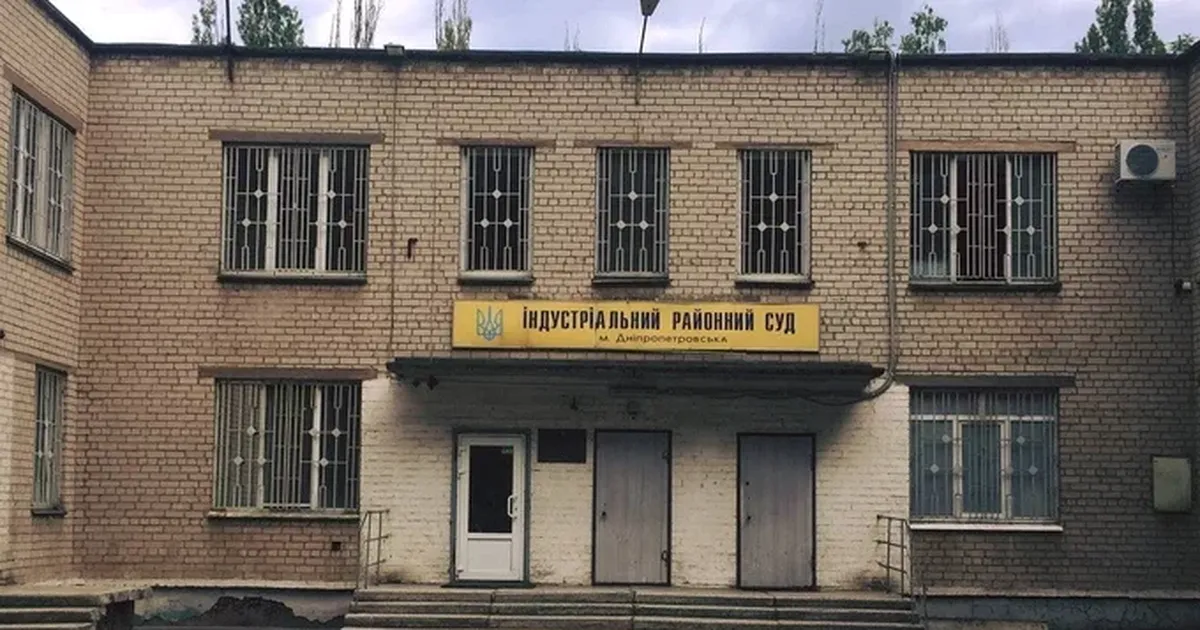 ІНДУСТРІАЛЬНИЙ РАЙОННИЙ СУД
м. Дніпропетровська